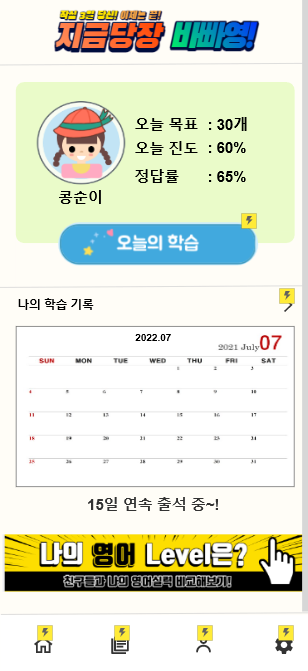 지금당장 바빠영!
오늘 목표 : 30개
오늘 진도 : 60%
정답률 : 65%
콩순이
오늘의 학습
나의 학습 기록
2022.07
2021 July 07
SUN MON TUE WED THU FRI SAT
1 2 3
4 5 6 7 8 9 10
11 12 13 14 15 16 17
18 19 20 21 22 23 24
25 26 27 28 29 30 31
15일 연속 출석 중~!
나의 영어 Level은?
친구들과 나의 영어실력 비교해보기!